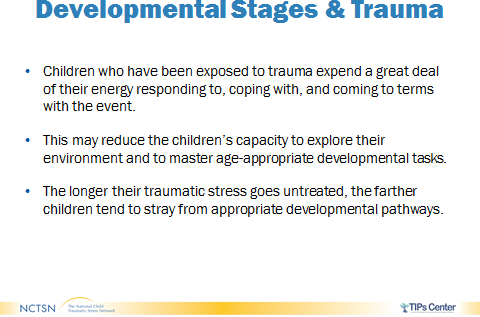 Developmental Stages & Trauma
• Children who have been exposed to trauma expend a great deal
of their energy responding to, coping with, and coming to terms
with the event.
• This may reduce the children’s capacity to explore their
environment and to master age-appropriate developmental tasks.
• The longer their traumatic stress goes untreated, the farther
children tend to stray from appropriate developmental pathways.
NCTSN
The National Child
Traumatic Stress Network
TIPs Center